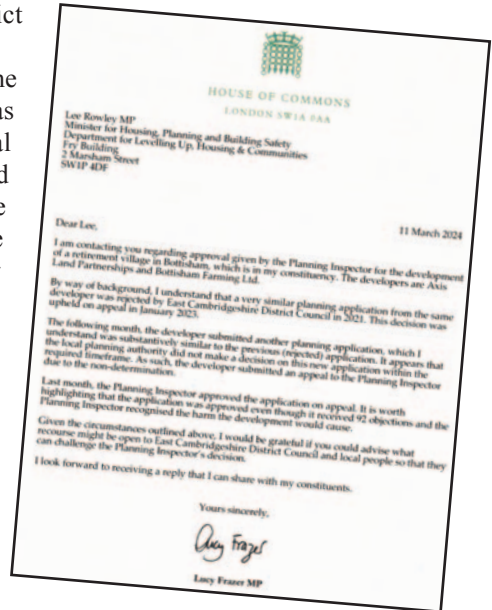 ict
ne
as
al
d
e
e
HOUSE OF COMMONS
LONDON SW1A 0AA
Lee Rowley MP
Minister for Housing, Planning and Building Safety
Department for Levelling Up, Housing & Communities
Fry Building
2 Marsham Street
SW1P 4DF
11 March 2024
Dear Lee,
I am contacting you regarding approval given by the Planning Inspector for the development
of a retirement village in Bottisham, which is in my constituency. The developers are Axis
Land Partnerships and Bottisham Farming Ltd.
By way of background, I understand that a very similar planning application from the same
developer was rejected by East Cambridgeshire District Council in 2021. This decision was
upheld on appeal in January 2023.
The following month, the developer submitted another planning application, which I
understand was substantively similar to the previous (rejected) application. It appears that
the local planning authority did not make a decision on this new application within the
required timeframe. As such, the developer submitted an appeal to the Planning Inspector
due to the non-determination.
Last month, the Planning Inspector approved the application on appeal. It is worth
highlighting that the application was approved even though it received 92 objections and the
Planning Inspector recognised the harm the development would cause.
Given the circumstances outlined above, I would be grateful if you could advise what
recourse might be open to East Cambridgeshire District Council and local people so that they
can challenge the Planning Inspector's decision.
I look forward to receiving a reply that I can share with my constituents.
Yours sincerely,
Lucy Frazer
Lucy Frazer MP